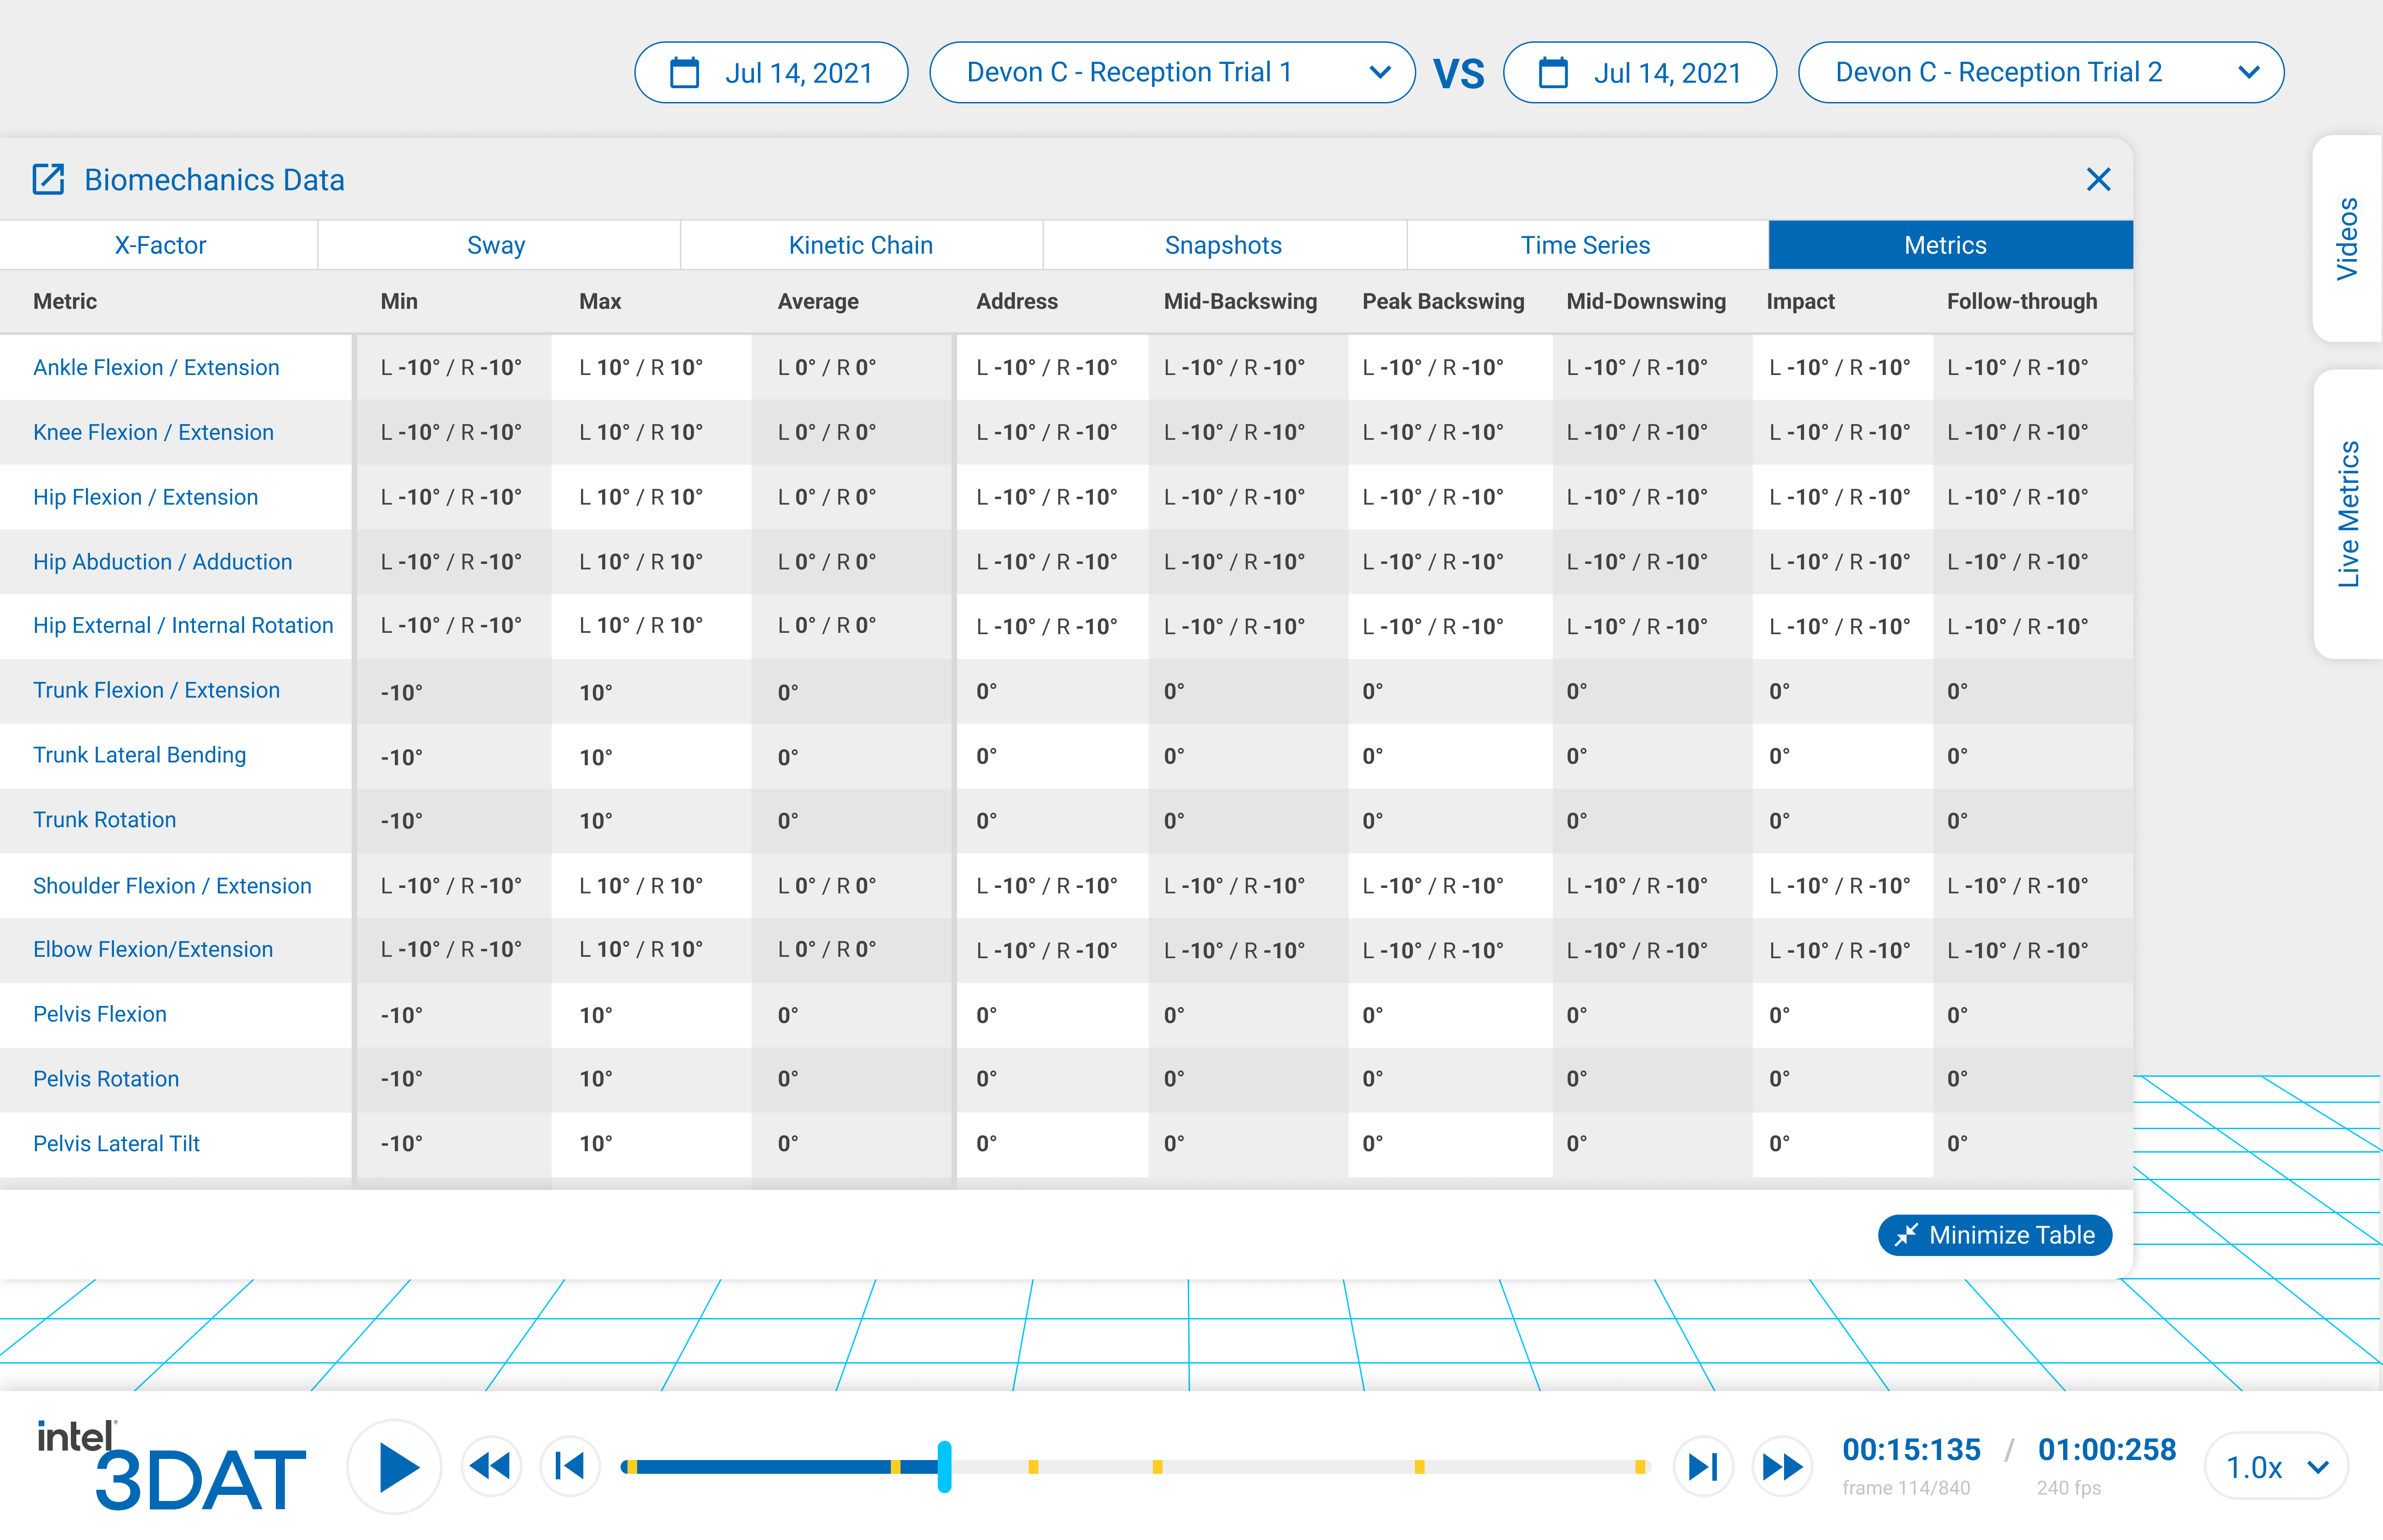 Jul 14, 2021 Devon C - Reception Trial 1 VS Jul 14, 2021 Devon C - Reception Trial 2
Biomechanics Data
X-Factor Sway Kinetic Chain Snapshots Time Series Metrics
Metric Min Max Average Address Mid-Backswing Peak Backswing Mid-Downswing Impact Follow-through
Ankle Flexion / Extension L -10° / R -10° L 10° / R 10° L 0° / R 0° L -10° / R -10° L -10° / R -10° L -10° / R -10° L -10° / R -10° L -10° / R -10° L -10° / R -10°
Knee Flexion / Extension L -10° / R -10° L 10° / R 10° L 0° / R 0° L -10° / R -10° L -10° / R -10° L -10° / R -10° L -10° / R -10° L -10° / R -10° L -10° / R -10°
Hip Flexion / Extension L -10° / R -10° L 10° / R 10° L 0° / R 0° L -10° / R -10° L -10° / R -10° L -10° / R -10° L -10° / R -10° L -10° / R -10° L -10° / R -10°
Hip Abduction / Adduction L -10° / R -10° L 10° / R 10° L 0° / R 0° L -10° / R -10° L -10° / R -10° L -10° / R -10° L -10° / R -10° L -10° / R -10° L -10° / R -10°
Hip External / Internal Rotation L -10° / R -10° L 10° / R 10° L 0° / R 0° L -10° / R -10° L -10° / R -10° L -10° / R -10° L -10° / R -10° L -10° / R -10° L -10° / R -10°
Trunk Flexion / Extension -10° 10° 0° 0° 0° 0° 0° 0° 0°
Trunk Lateral Bending -10° 10° 0° 0° 0° 0° 0° 0° 0°
Trunk Rotation -10° 10° 0° 0° 0° 0° 0° 0° 0°
Shoulder Flexion / Extension L -10° / R -10° L 10° / R 10° L 0° / R 0° L -10° / R -10° L -10° / R -10° L -10° / R -10° L -10° / R -10° L -10° / R -10° L -10° / R -10°
Elbow Flexion/Extension L -10° / R -10° L 10° / R 10° L 0° / R 0° L -10° / R -10° L -10° / R -10° L -10° / R -10° L -10° / R -10° L -10° / R -10° L -10° / R -10°
Pelvis Flexion -10° 10° 0° 0° 0° 0° 0° 0° 0°
Pelvis Rotation -10° 10° 0° 0° 0° 0° 0° 0° 0°
Pelvis Lateral Tilt -10° 10° 0° 0° 0° 0° 0° 0° 0°
Minimize Table
Videos
Live Metrics
intel®
3DAT
00:15:135 / 01:00:258
frame 114/840 240 fps
1.0x